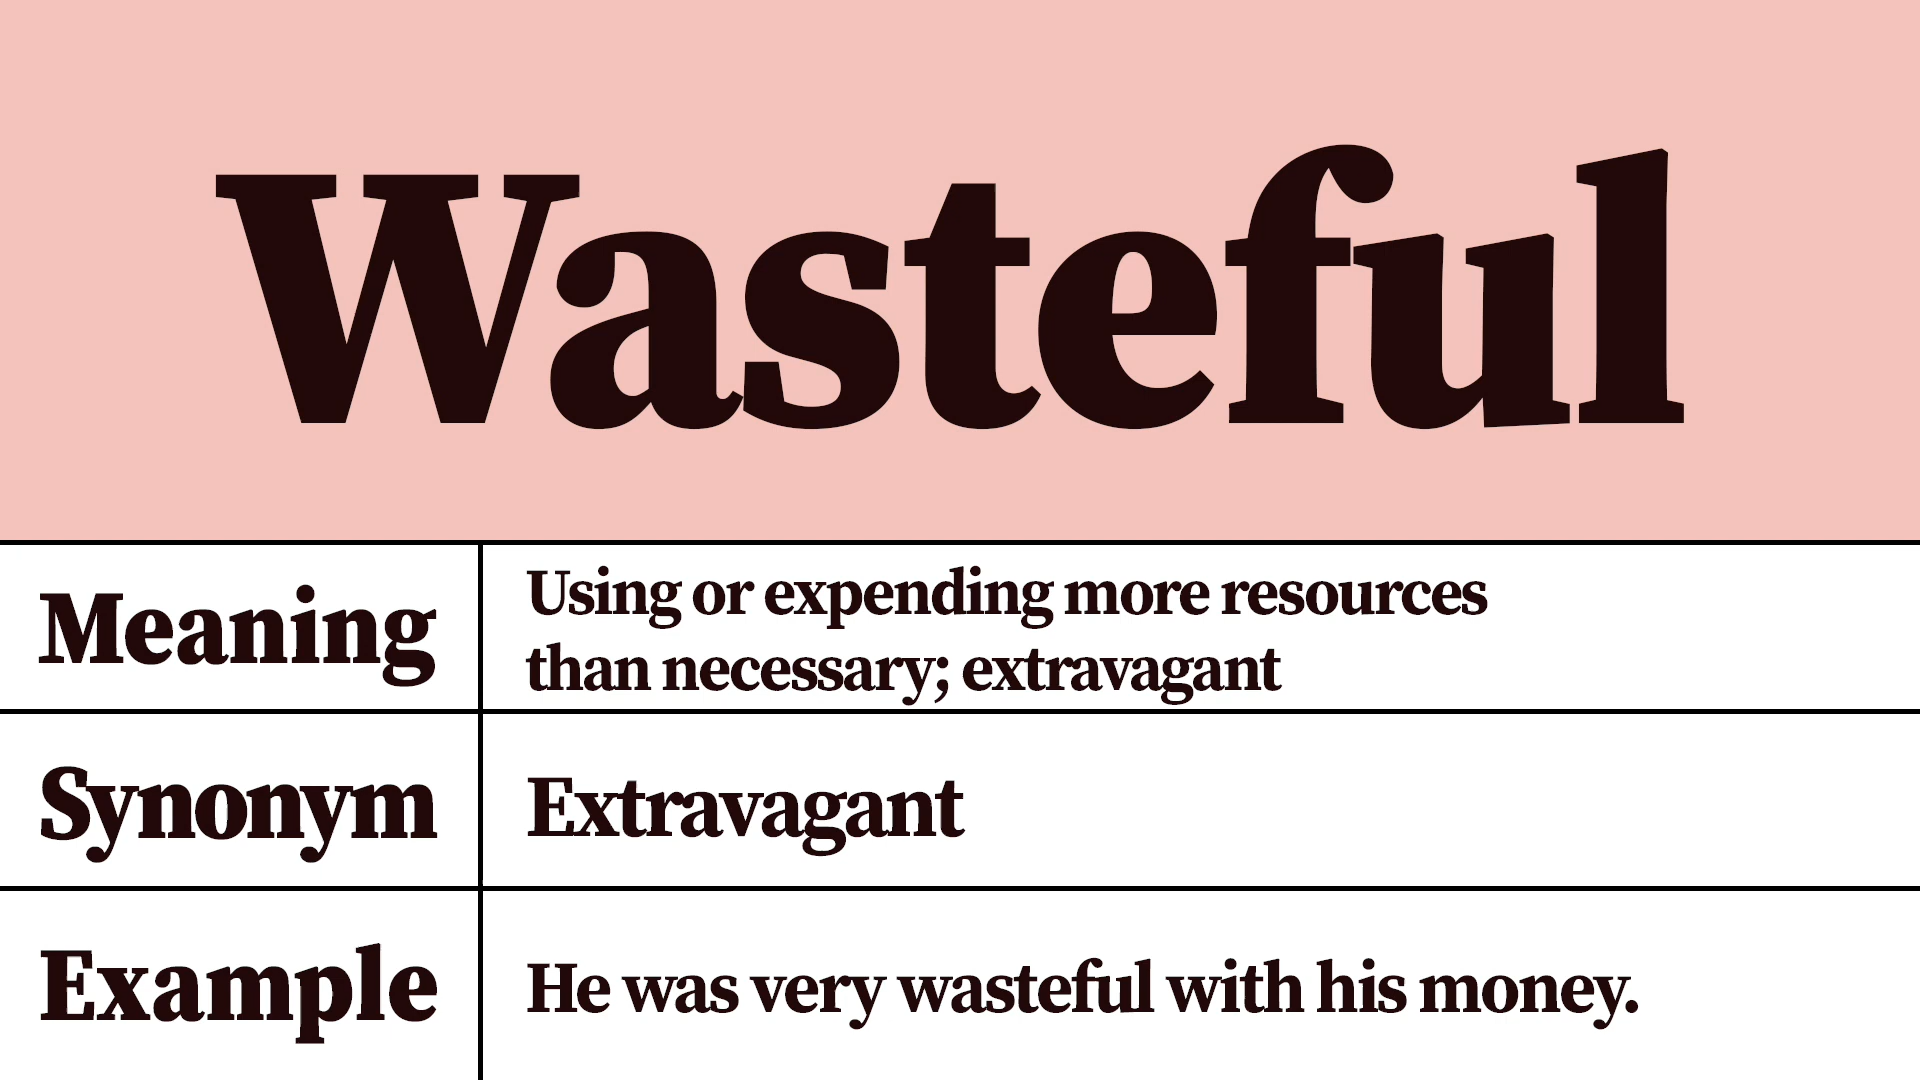 Wasteful
Meaning
Using or expending more resources
than necessary; extravagant
Synonym
Extravagant
Example
He was very wasteful with his money.